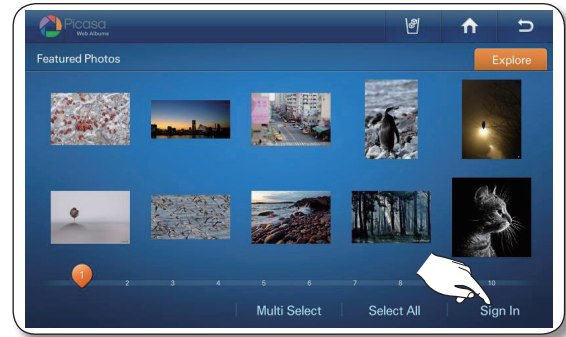 Picasa
Web Albums
Featured Photos
Explore
1 2 3 4 5 6 7 8 10
Multi Select
Select All
Sign In